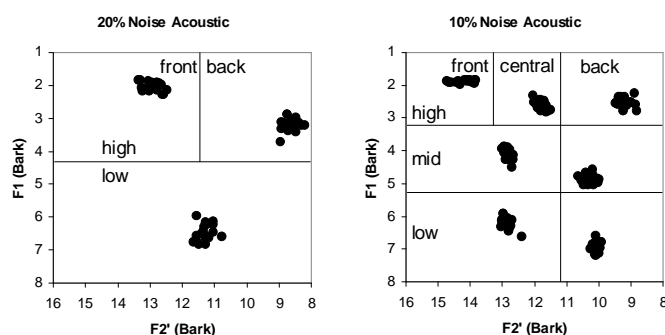 20% Noise Acoustic
1
2
3
4
5
6
7
8
F1 (Bark)
front back
high
low
16 15 14 13 12 11 10 9 8
F2' (Bark)
10% Noise Acoustic
1
2
3
4
5
6
7
8
F1 (Bark)
front central back
high
mid
low
16 15 14 13 12 11 10 9 8
F2' (Bark)